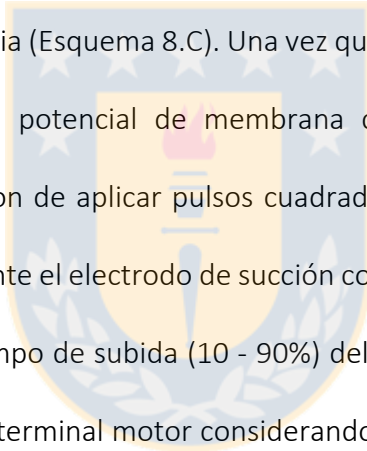 ia (Esquema 8.C). Una vez qu
potencial de membrana
on de aplicar pulsos cuadrad
nte el electrodo de succión co
mpo de subida (10 - 90%) del
terminal motor considerando